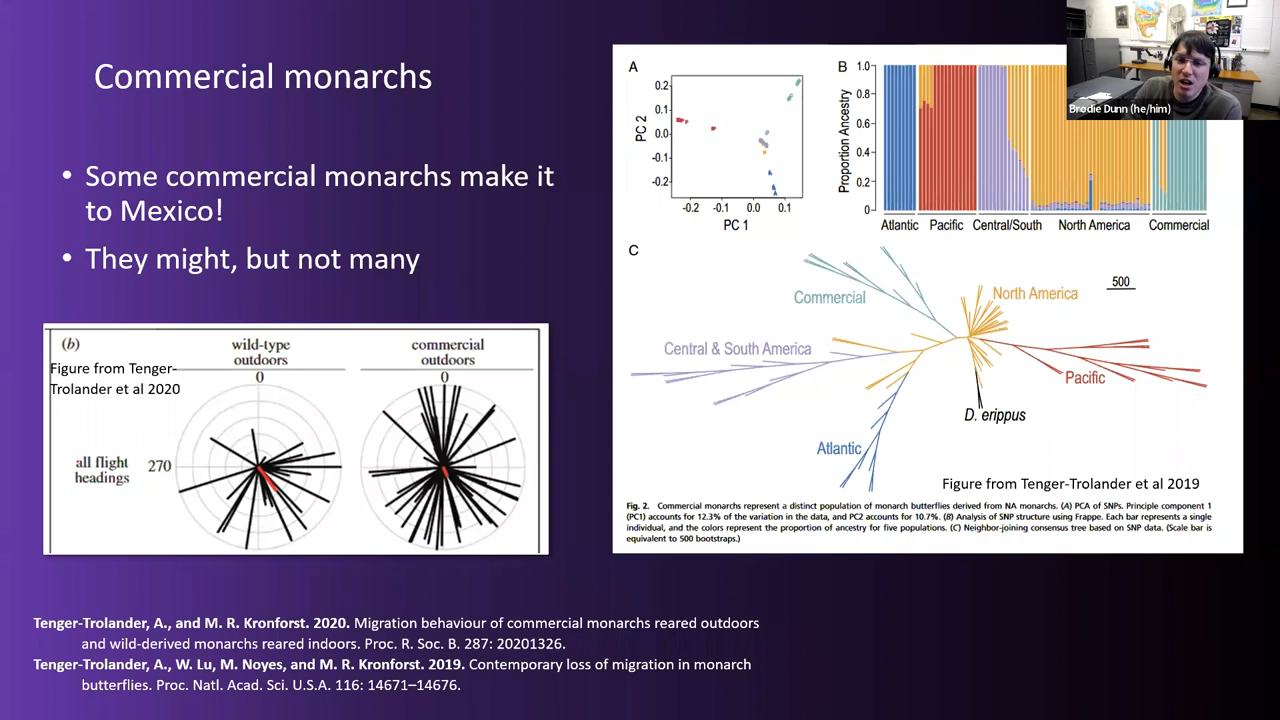 Commercial monarchs
• Some commercial monarchs make it
to Mexico!
• They might, but not many
(b)
wild-type
outdoors
commercial
outdoors
Figure from Tenger-
Trolander et al 2020
0
0
all flight
headings
270
A
PC 2
0.2
0.1
0.0
-0.1
-0.2
-0.2
-0.1
0.0
0.1
PC 1
B
Proportion Ancestry
1.0
0.8
0.6
0.4
0.2
0
Atlantic
Pacific
Central/South
North America
Commercial
Brodie Dunn (he/him)
C
500
Commercial
North America
Central & South America
Pacific
D. erippus
Atlantic
Figure from Tenger-Trolander et al 2019
Fig. 2. Commercial monarchs represent a distinct population of monarch butterflies derived from NA monarchs. (A) PCA of SNPs. Principle component 1
(PC1) accounts for 12.3% of the variation in the data, and PC2 accounts for 10.7%. (B) Analysis of SNP structure using Frappe. Each bar represents a single
individual, and the colors represent the proportion of ancestry for five populations. (C) Neighbor-joining consensus tree based on SNP data. (Scale bar is
equivalent to 500 bootstraps.)
Tenger-Trolander, A., and M. R. Kronforst. 2020. Migration behaviour of commercial monarchs reared outdoors
and wild-derived monarchs reared indoors. Proc. R. Soc. B. 287: 20201326.
Tenger-Trolander, A., W. Lu, M. Noyes, and M. R. Kronforst. 2019. Contemporary loss of migration in monarch
butterflies. Proc. Natl. Acad. Sci. U.S.A. 116: 14671–14676.